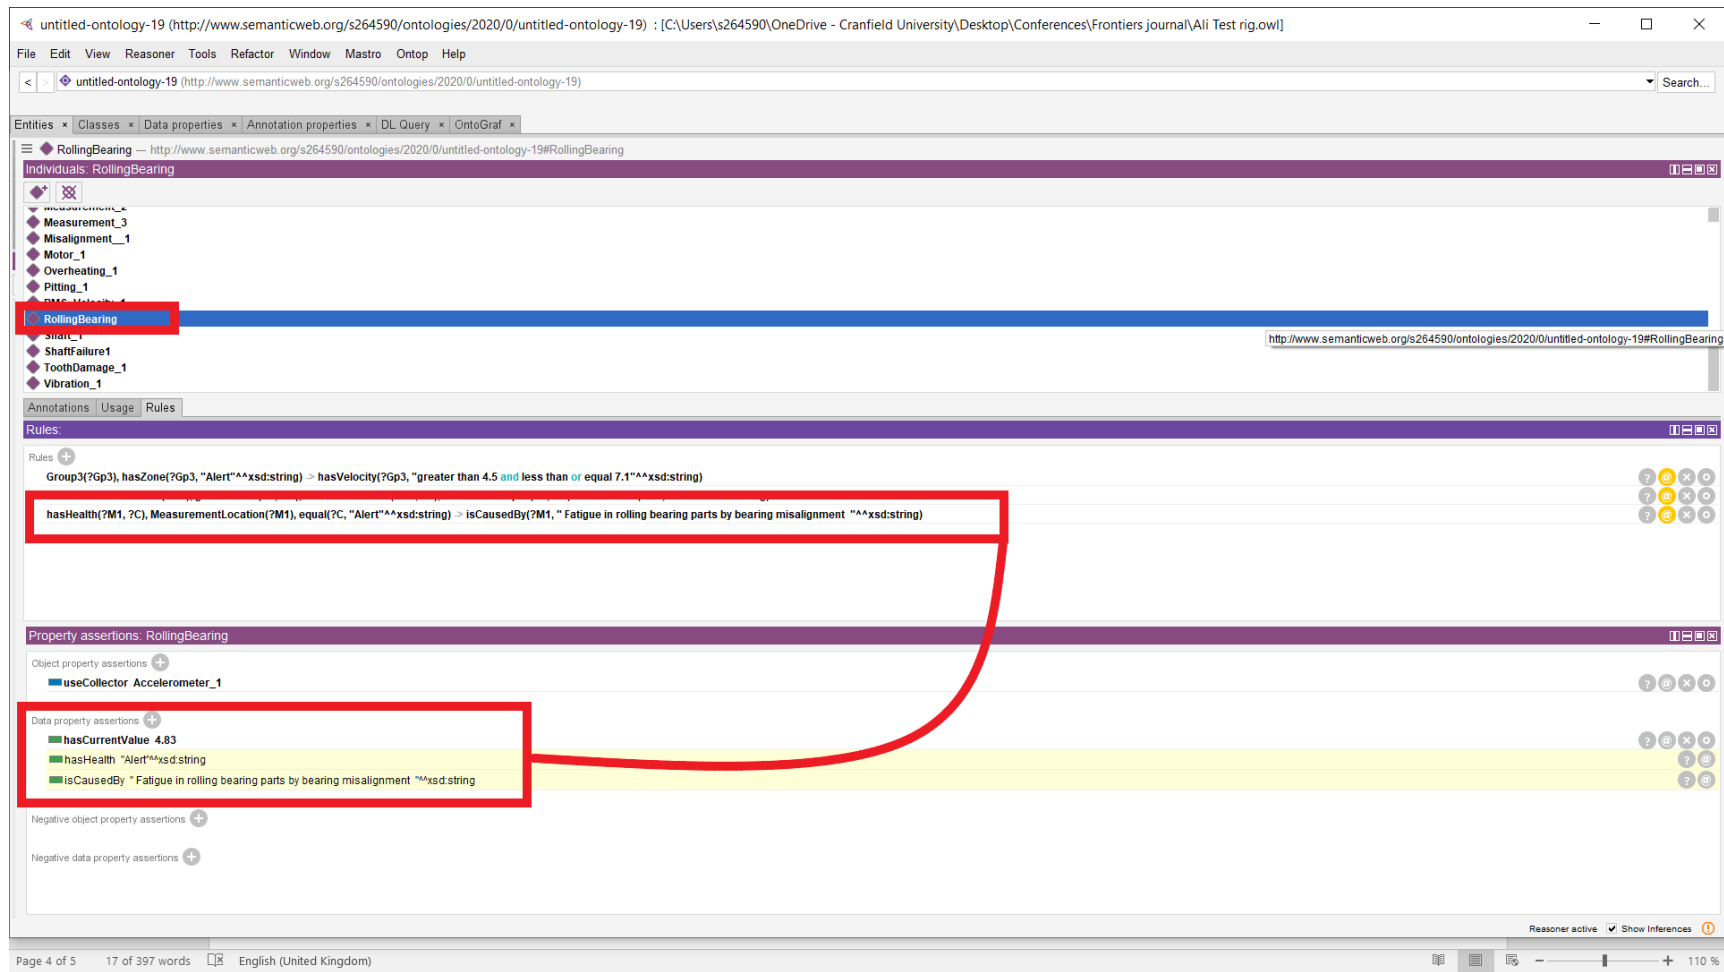 untitled-ontology-19 (http://www.semanticweb.org/s264590/ontologies/2020/0/untitled-ontology-19) : [C:\Users\s264590\OneDrive - Cranfield University\Desktop\Conferences\Frontiers journal\Ali Test rig.owl]
File Edit View Reasoner Tools Refactor Window Mastro Ontop Help
< > untitled-ontology-19 (http://www.semanticweb.org/s264590/ontologies/2020/0/untitled-ontology-19) Search...
Entities × Classes × Data properties × Annotation properties × DL Query × OntoGraf ×
RollingBearing — http://www.semanticweb.org/s264590/ontologies/2020/0/untitled-ontology-19#RollingBearing
Individuals: RollingBearing
Measurement_2
Measurement_3
Misalignment__1
Motor_1
Overheating_1
Pitting_1
RMS_Velocity_1
RollingBearing
Shaft_1
http://www.semanticweb.org/s264590/ontologies/2020/0/untitled-ontology-19#RollingBearing
ShaftFailure1
ToothDamage_1
Vibration_1
Annotations Usage Rules
Rules:
Rules
Group3(?Gp3), hasZone(?Gp3, "Alert"^^xsd:string) -> hasVelocity(?Gp3, "greater than 4.5 and less than or equal 7.1"^^xsd:string)
hasHealth(?M1, ?C), MeasurementLocation(?M1), equal(?C, "Alert"^^xsd:string) -> isCausedBy(?M1, " Fatigue in rolling bearing parts by bearing misalignment "^^xsd:string)
Property assertions: RollingBearing
Object property assertions
useCollector Accelerometer_1
Data property assertions
hasCurrentValue 4.83
hasHealth "Alert"^^xsd:string
isCausedBy " Fatigue in rolling bearing parts by bearing misalignment "^^xsd:string
Negative object property assertions
Negative data property assertions
Reasoner active Show Inferences
Page 4 of 5 17 of 397 words English (United Kingdom) 110 %